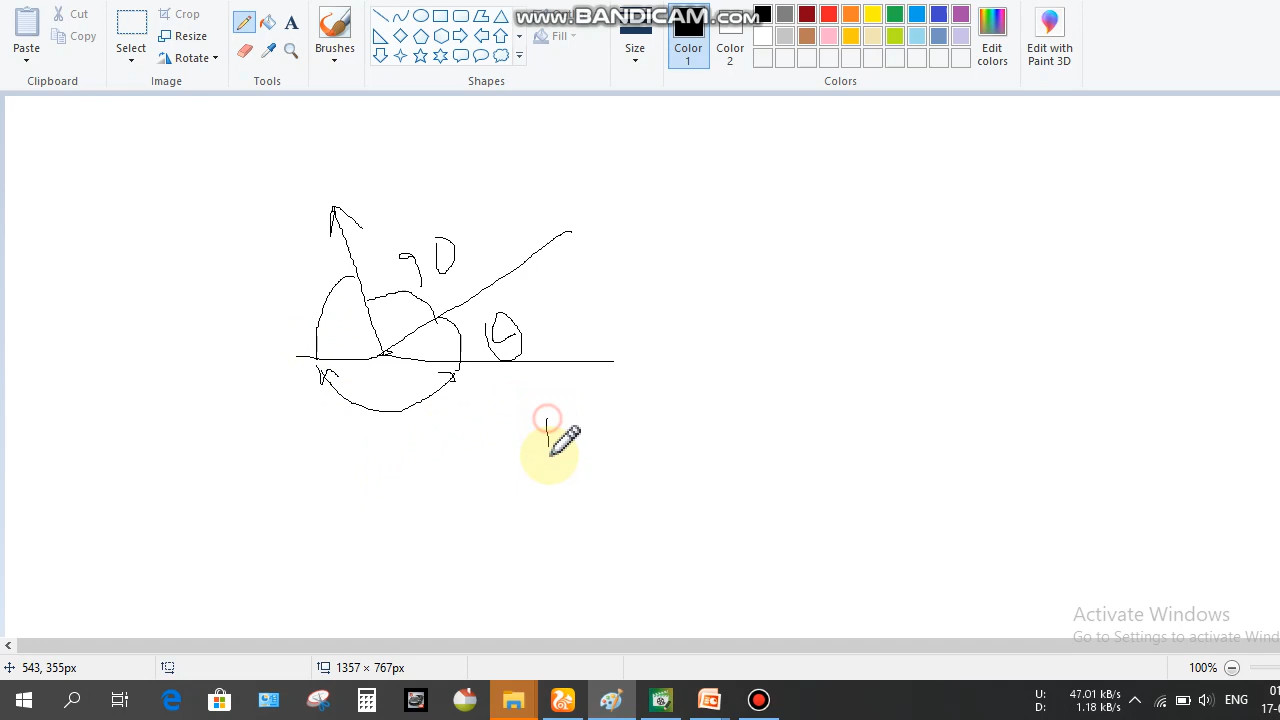 Cut
Crop
www.BANDICAM.com
Paste
Copy
Select
Resize
Rotate
A
Brushes
Fill
Size
Color 1
Color 2
Edit colors
Edit with Paint 3D
Clipboard
Image
Tools
Shapes
Colors
Activate Windows
Go to Settings to activate Wind
543, 355px
1357 × 767px
100%
U: 47.01 kB/s
D: 1.18 kB/s
ENG
01
17-